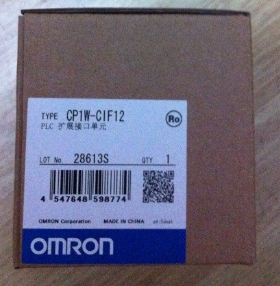 TYPE CP1W-CIF12
PLC 扩展接口单元
Ro
LOT No 28613S QTY 1
4 547648 598774
OMRON Corporation MADE IN CHINA
OMRON